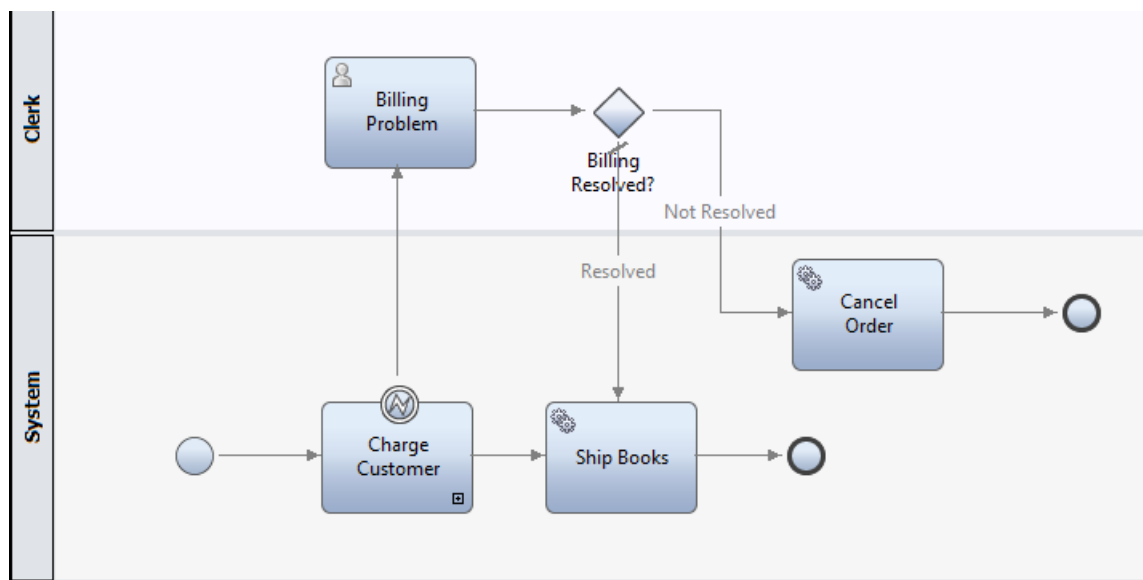 Clerk
Billing
Problem
Billing
Resolved?
Not Resolved
System
Resolved
Cancel
Order
Charge
Customer
Ship Books